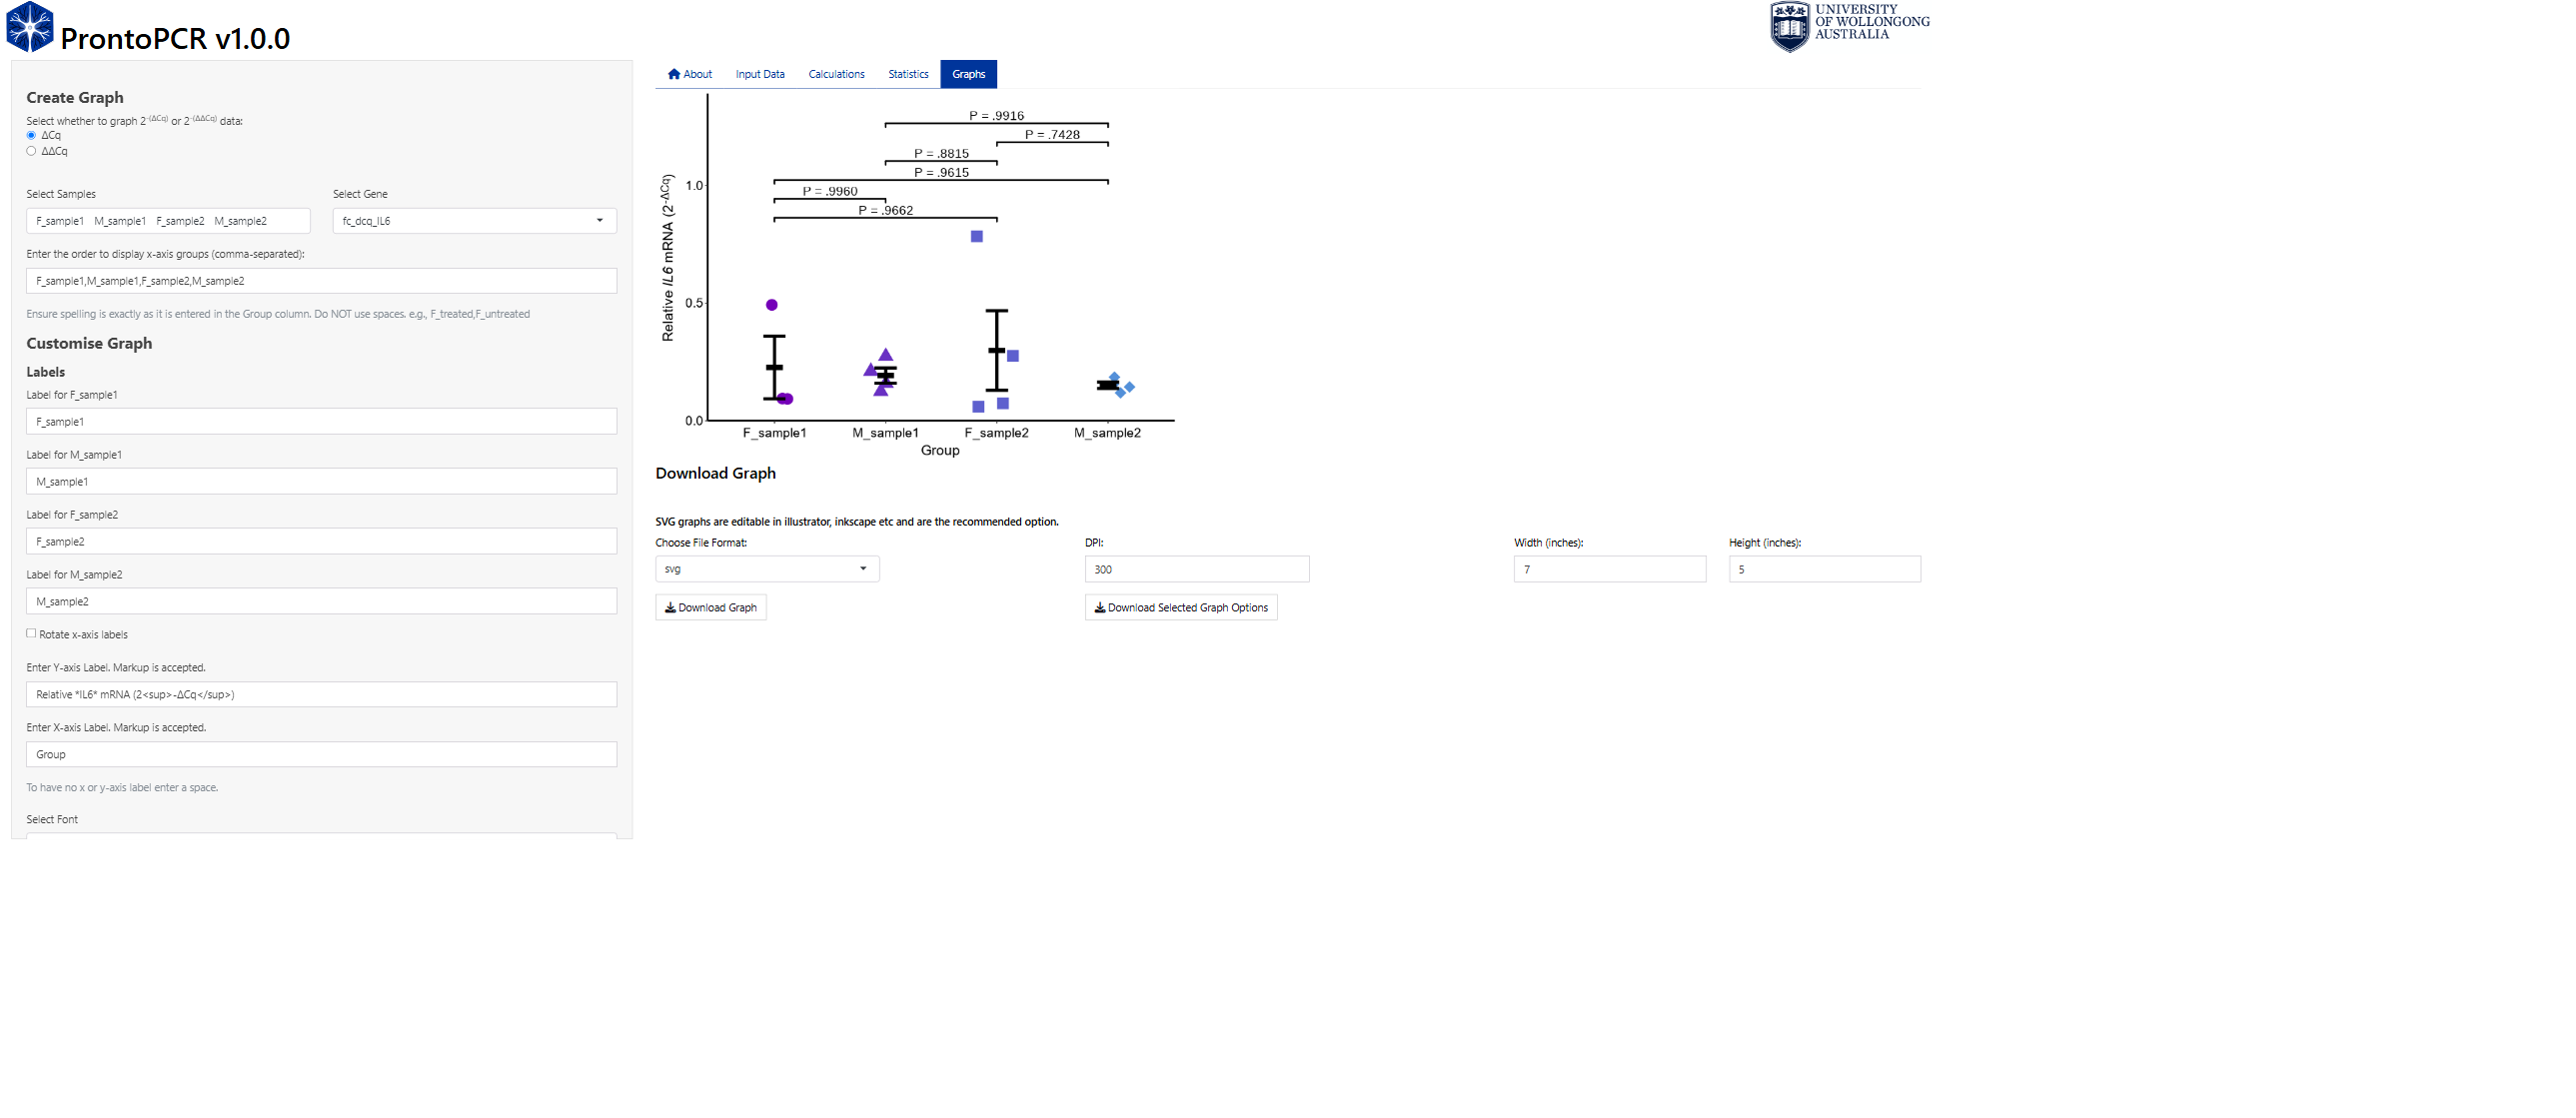 ProntoPCR v1.0.0
UNIVERSITY
OF WOLLONGONG
AUSTRALIA
Create Graph
Select whether to graph 2^-(ΔCq) or 2^-(ΔΔCq) data:
ΔCq
ΔΔCq
Select Samples
Select Gene
F_sample1 M_sample1 F_sample2 M_sample2
fc_dcq_IL6
Enter the order to display x-axis groups (comma-separated):
F_sample1,M_sample1,F_sample2,M_sample2
Ensure spelling is exactly as it is entered in the Group column. Do NOT use spaces. e.g., F_treated,F_untreated
Customise Graph
Labels
Label for F_sample1
F_sample1
Label for M_sample1
M_sample1
Label for F_sample2
F_sample2
Label for M_sample2
M_sample2
Rotate x-axis labels
Enter Y-axis Label. Markup is accepted.
Relative *IL6* mRNA (2<sup>-ΔCq</sup>)
Enter X-axis Label. Markup is accepted.
Group
To have no x or y-axis label enter a space.
Select Font
About Input Data Calculations Statistics Graphs
P = .9916
P = .7428
P = .8815
P = .9615
P = .9960
P = .9662
Relative IL6 mRNA (2^-ΔCq)
1.0
0.5
0.0
F_sample1 M_sample1 F_sample2 M_sample2
Group
Download Graph
SVG graphs are editable in illustrator, inkscape etc and are the recommended option.
Choose File Format:
DPI:
Width (inches):
Height (inches):
svg
300
7
5
Download Graph
Download Selected Graph Options